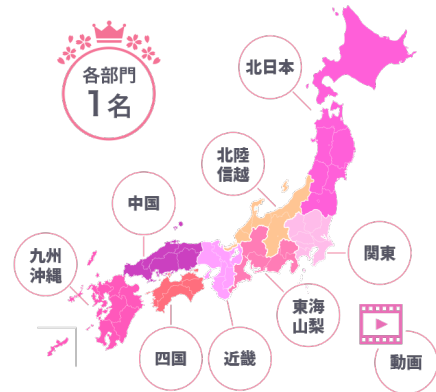 各部門
1名
北日本
北陸
信越
中国
九州
沖縄
関東
東海
山梨
四国
近畿
動画